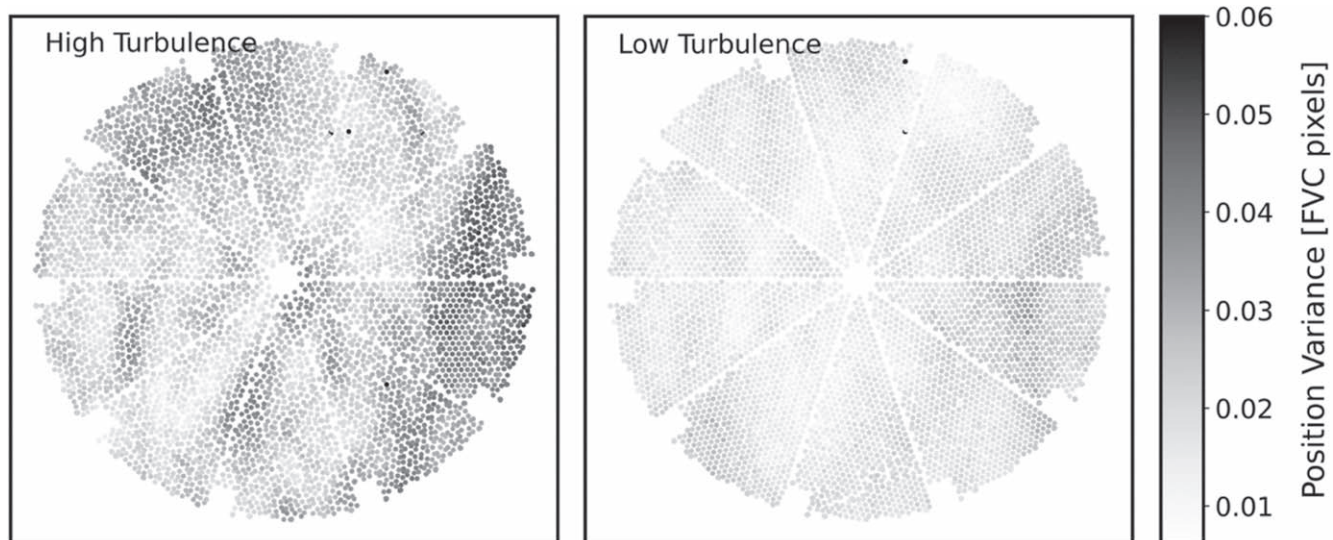 High Turbulence
Low Turbulence
0.06
0.05
0.04
0.03
0.02
0.01
Position Variance [FVC pixels]